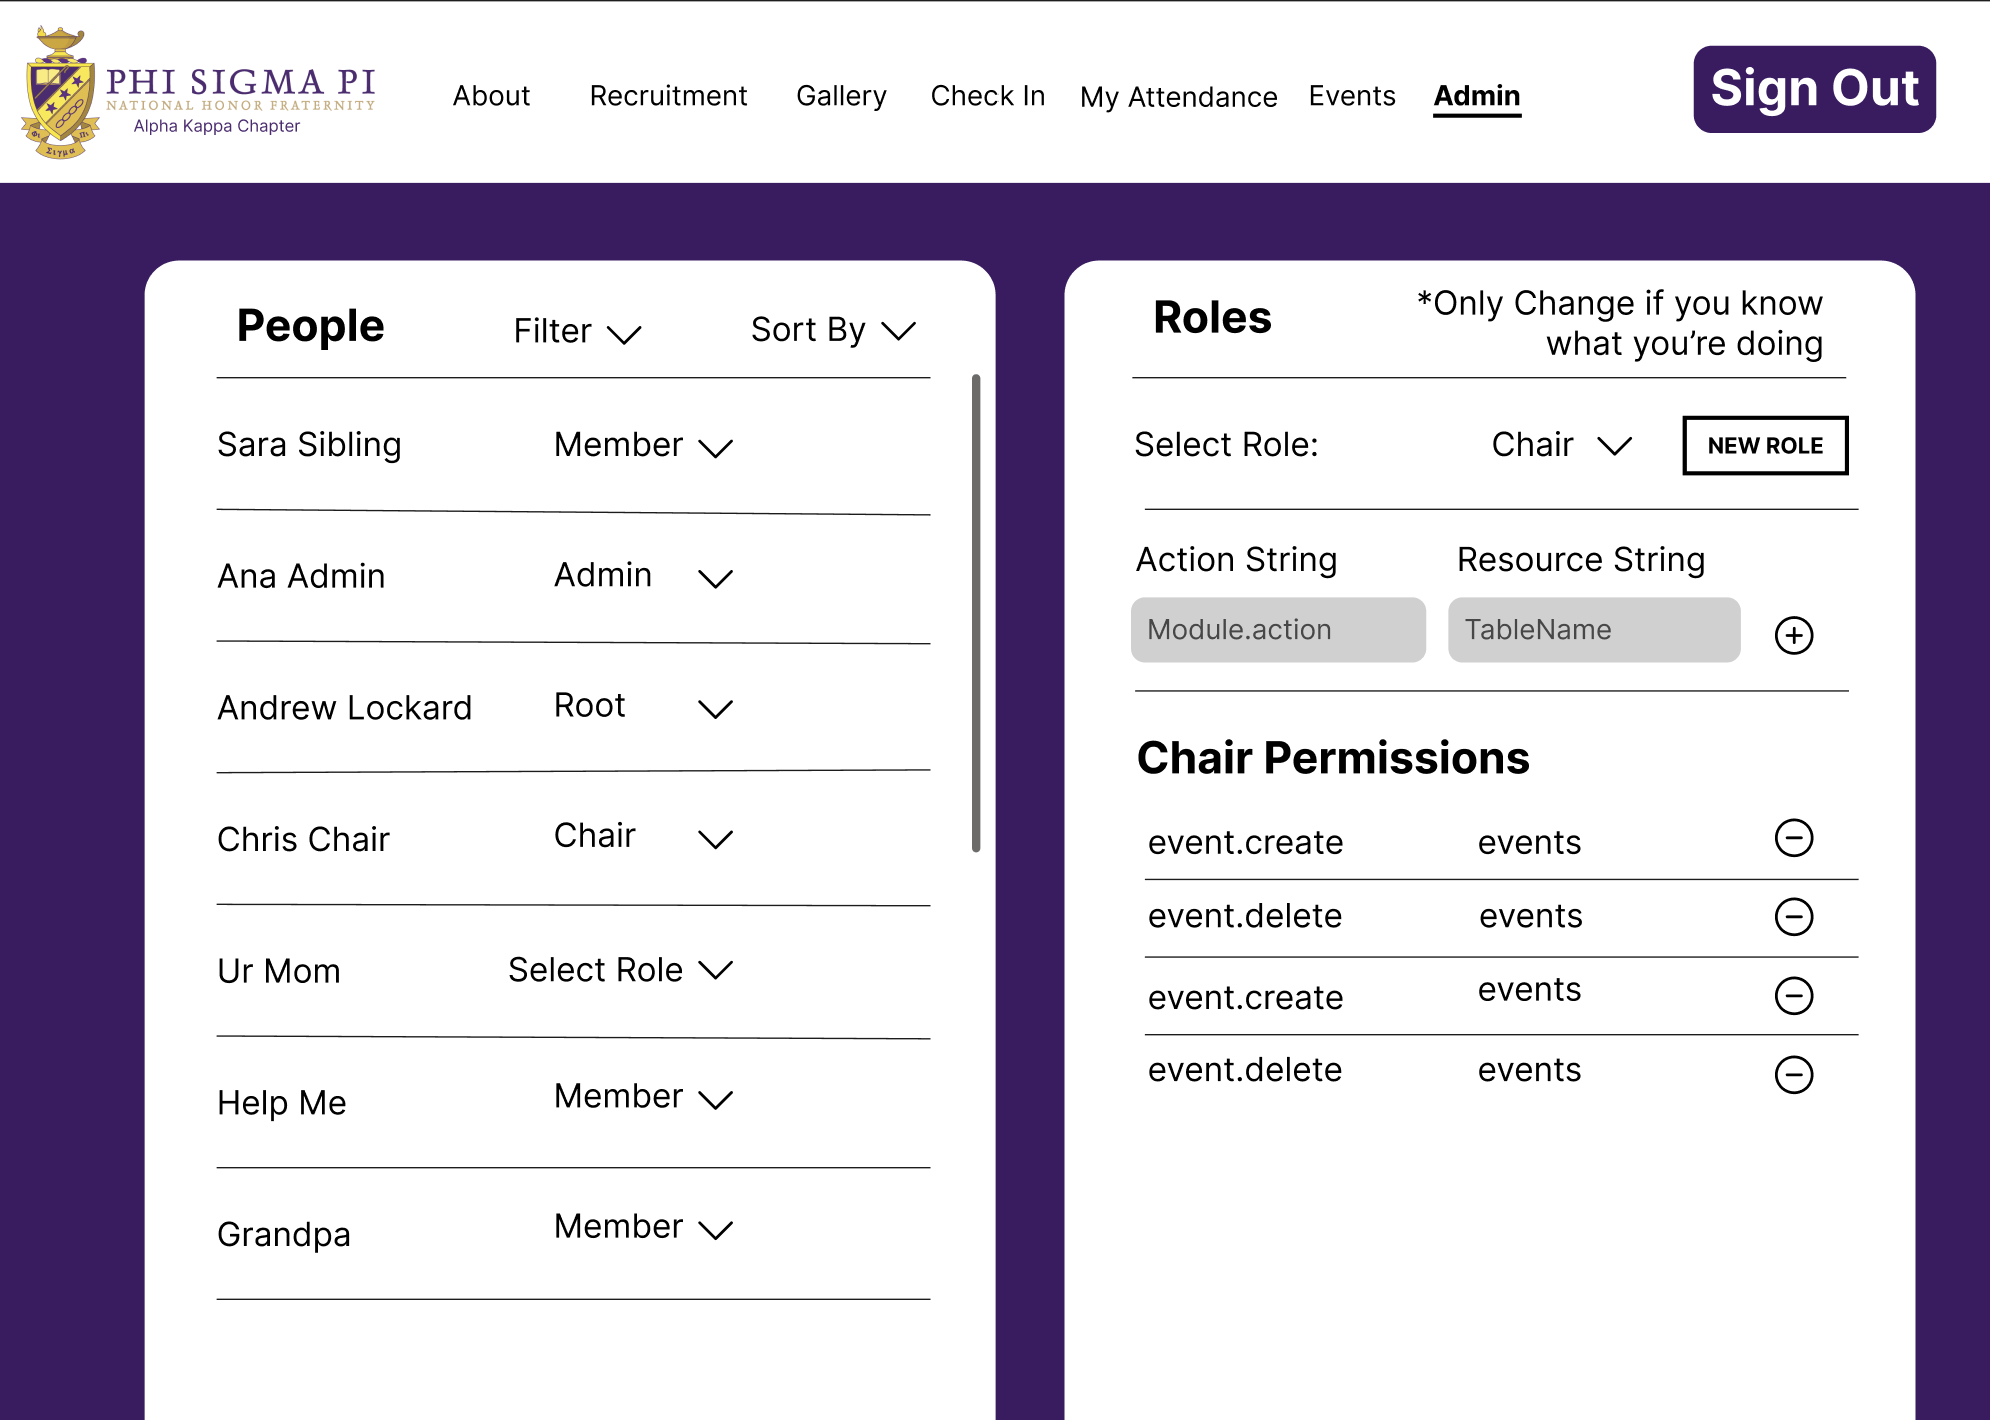 PHI SIGMA PI
NATIONAL HONOR FRATERNITY
Alpha Kappa Chapter
About Recruitment Gallery Check In My Attendance Events Admin
Sign Out
People Filter Sort By
Sara Sibling Member
Ana Admin Admin
Andrew Lockard Root
Chris Chair Chair
Ur Mom Select Role
Help Me Member
Grandpa Member
Roles
*Only Change if you know
what you’re doing
Select Role: Chair NEW ROLE
Action String Resource String
Module.action TableName
Chair Permissions
event.create events
event.delete events
event.create events
event.delete events